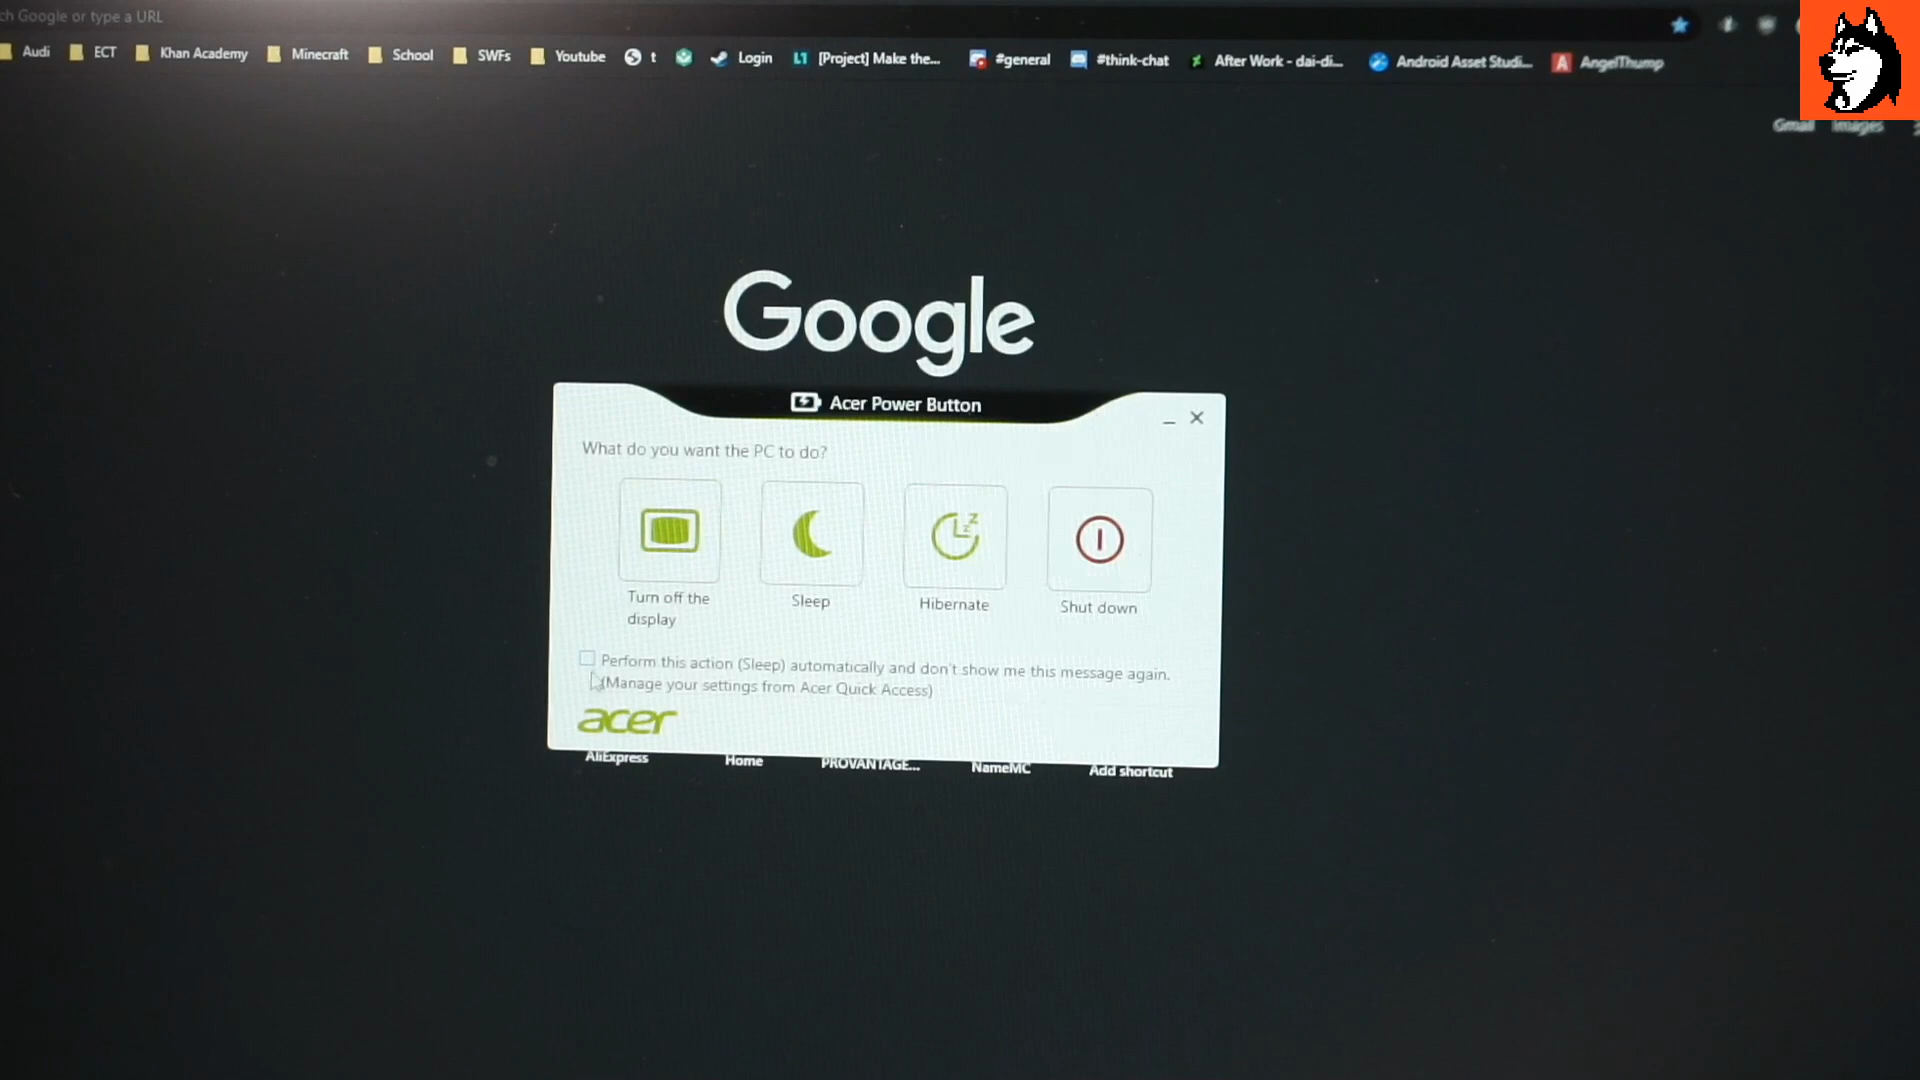 ch Google or type a URL
Audi ECT Khan Academy Minecraft School SWFs Youtube t Login L1 [Project] Make the... #general #think-chat After Work - dai-di... Android Asset Studi... A AngelThump
Gmail Images
Google
Acer Power Button
What do you want the PC to do?
Turn off the display
Sleep
Hibernate
Shut down
Perform this action (Sleep) automatically and don't show me this message again.
(Manage your settings from Acer Quick Access)
acer
AliExpress Home PROVANTAGE... NameMC Add shortcut